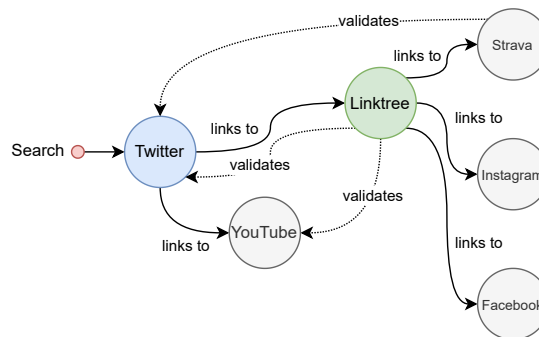 validates
Strava
links to
Linktree
links to
links to
Search
Twitter
validates
Instagram
validates
YouTube
links to
links to
Facebook